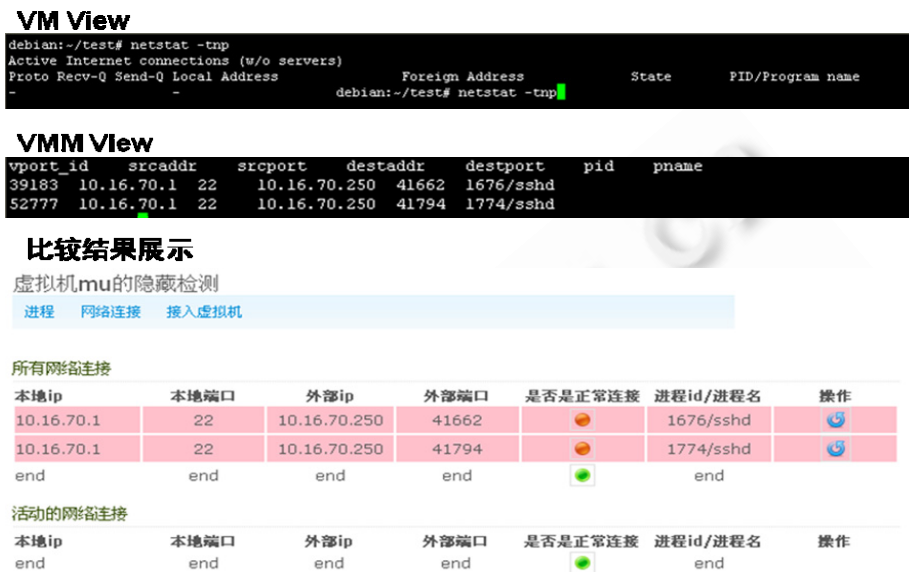 VM View
debian:~/test# netstat -tnp
Active Internet connections (w/o servers)
Proto Recv-Q Send-Q Local Address Foreign Address State PID/Program name
- - debian:~/test# netstat -tnp
VMM View
vport_id srcaddr srcport destaddr destport pid pname
39183 10.16.70.1 22 10.16.70.250 41662 1676/sshd
52777 10.16.70.1 22 10.16.70.250 41794 1774/sshd
比较结果展示
虚拟机mu的隐藏检测
进程 网络连接 接入虚拟机
所有网络连接
本地ip 本地端口 外部ip 外部端口 是否是正常连接 进程id/进程名 操作
10.16.70.1 22 10.16.70.250 41662 1676/sshd
10.16.70.1 22 10.16.70.250 41794 1774/sshd
end end end end end
活动的网络连接
本地ip 本地端口 外部ip 外部端口 是否是正常连接 进程id/进程名 操作
end end end end end